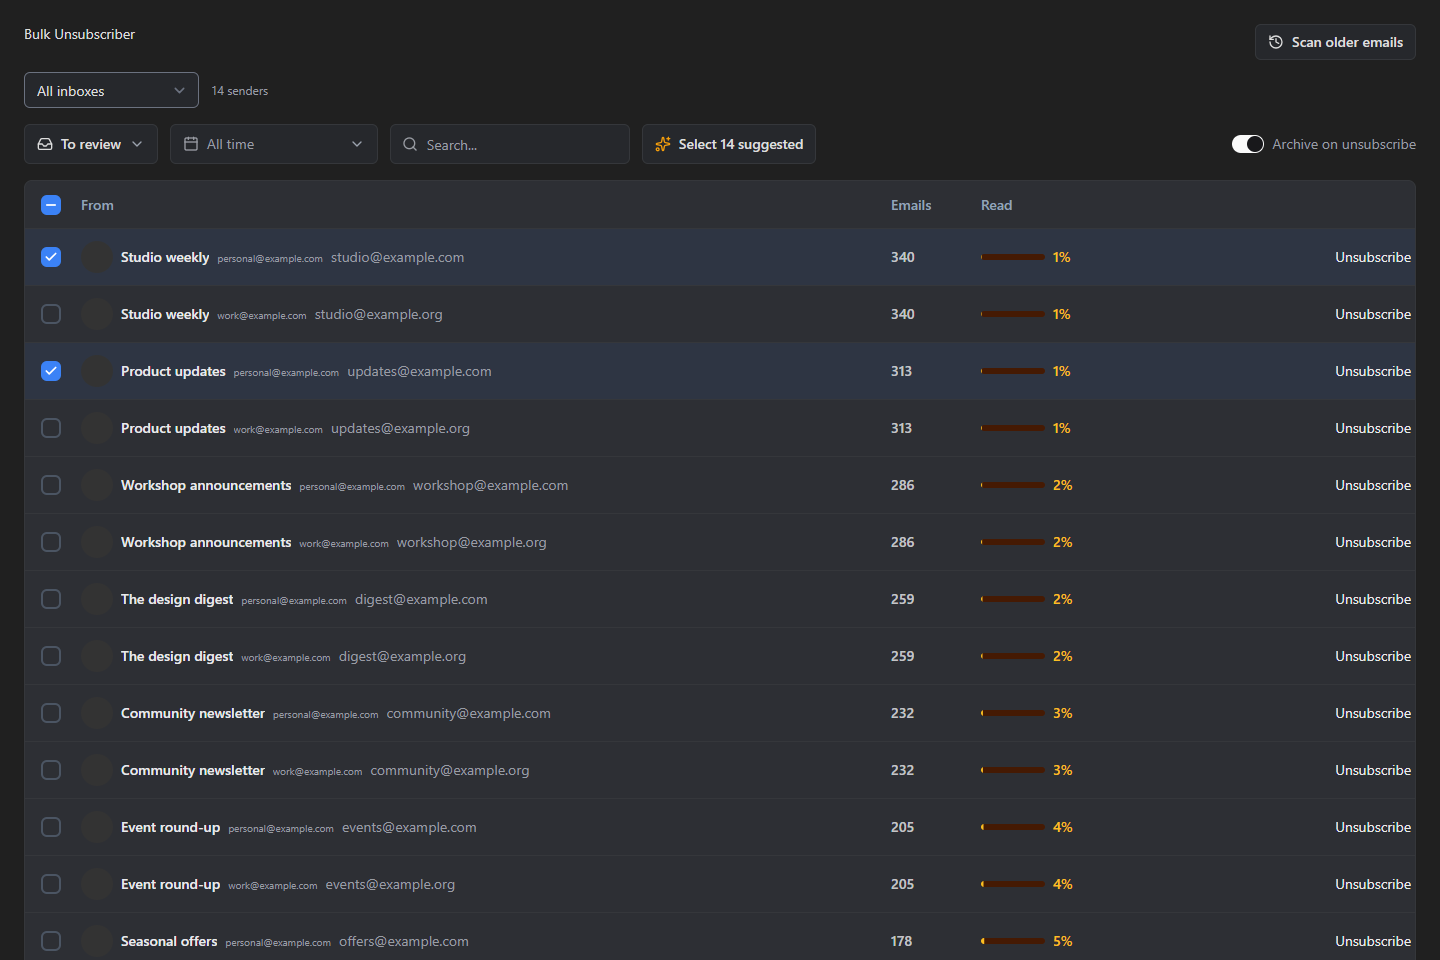 Bulk Unsubscriber
Scan older emails
All inboxes 14 senders
To review All time Search... Select 14 suggested Archive on unsubscribe
From Emails Read
Studio weekly personal@example.com studio@example.com 340 1% Unsubscribe
Studio weekly work@example.com studio@example.org 340 1% Unsubscribe
Product updates personal@example.com updates@example.com 313 1% Unsubscribe
Product updates work@example.com updates@example.org 313 1% Unsubscribe
Workshop announcements personal@example.com workshop@example.com 286 2% Unsubscribe
Workshop announcements work@example.com workshop@example.org 286 2% Unsubscribe
The design digest personal@example.com digest@example.com 259 2% Unsubscribe
The design digest work@example.com digest@example.org 259 2% Unsubscribe
Community newsletter personal@example.com community@example.com 232 3% Unsubscribe
Community newsletter work@example.com community@example.org 232 3% Unsubscribe
Event round-up personal@example.com events@example.com 205 4% Unsubscribe
Event round-up work@example.com events@example.org 205 4% Unsubscribe
Seasonal offers personal@example.com offers@example.com 178 5% Unsubscribe